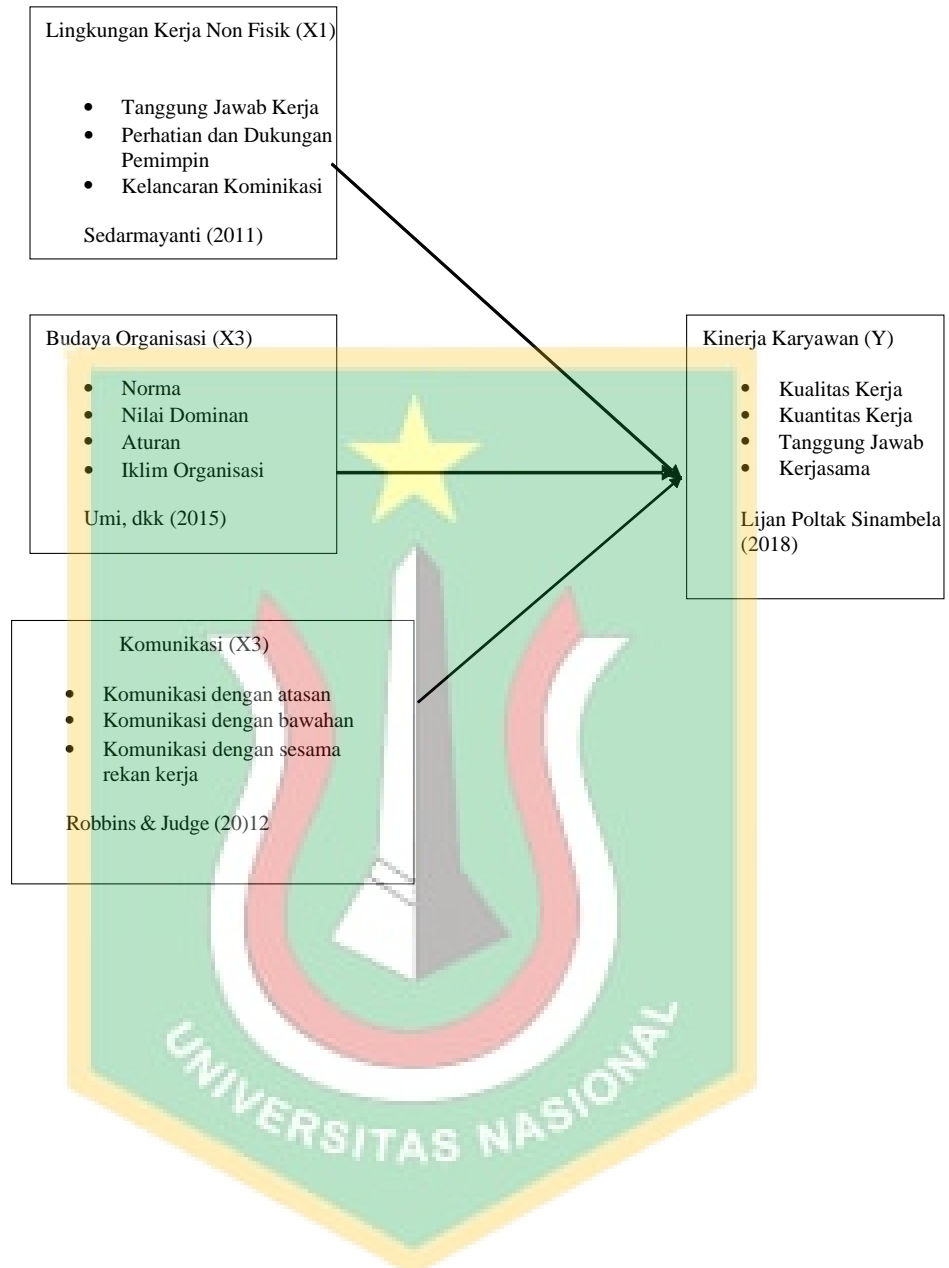 Lingkungan Kerja Non Fisik (X1)
• Tanggung Jawab Kerja
• Perhatian dan Dukungan
Pemimpin
• Kelancaran Kominikasi
Sedarmayanti (2011)
Budaya Organisasi (X3)
• Norma
• Nilai Dominan
• Aturan
• Iklim Organisasi
Umi, dkk (2015)
Kinerja Karyawan (Y)
• Kualitas Kerja
• Kuantitas Kerja
• Tanggung Jawab
• Kerjasama
Lijan Poltak Sinambela
(2018)
Komunikasi (X3)
• Komunikasi dengan atasan
• Komunikasi dengan bawahan
• Komunikasi dengan sesama
rekan kerja
Robbins & Judge (20)12
UNIVERSITAS NASIONAL